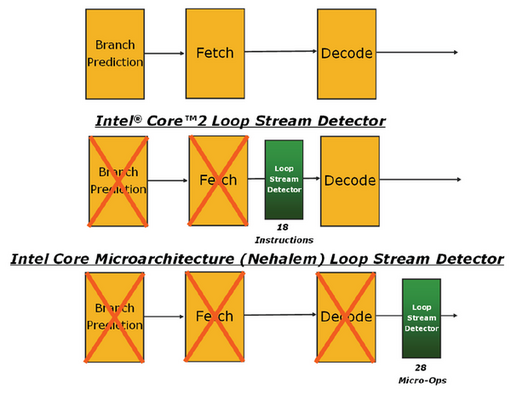 Branch
Prediction
Fetch
Decode
Intel® Core™2 Loop Stream Detector
Branch
Prediction
Fetch
Loop
Stream
Detector
Decode
18
Instructions
Intel Core Microarchitecture (Nehalem) Loop Stream Detector
Branch
Prediction
Fetch
Decode
Loop
Stream
Detector
28
Micro-Ops